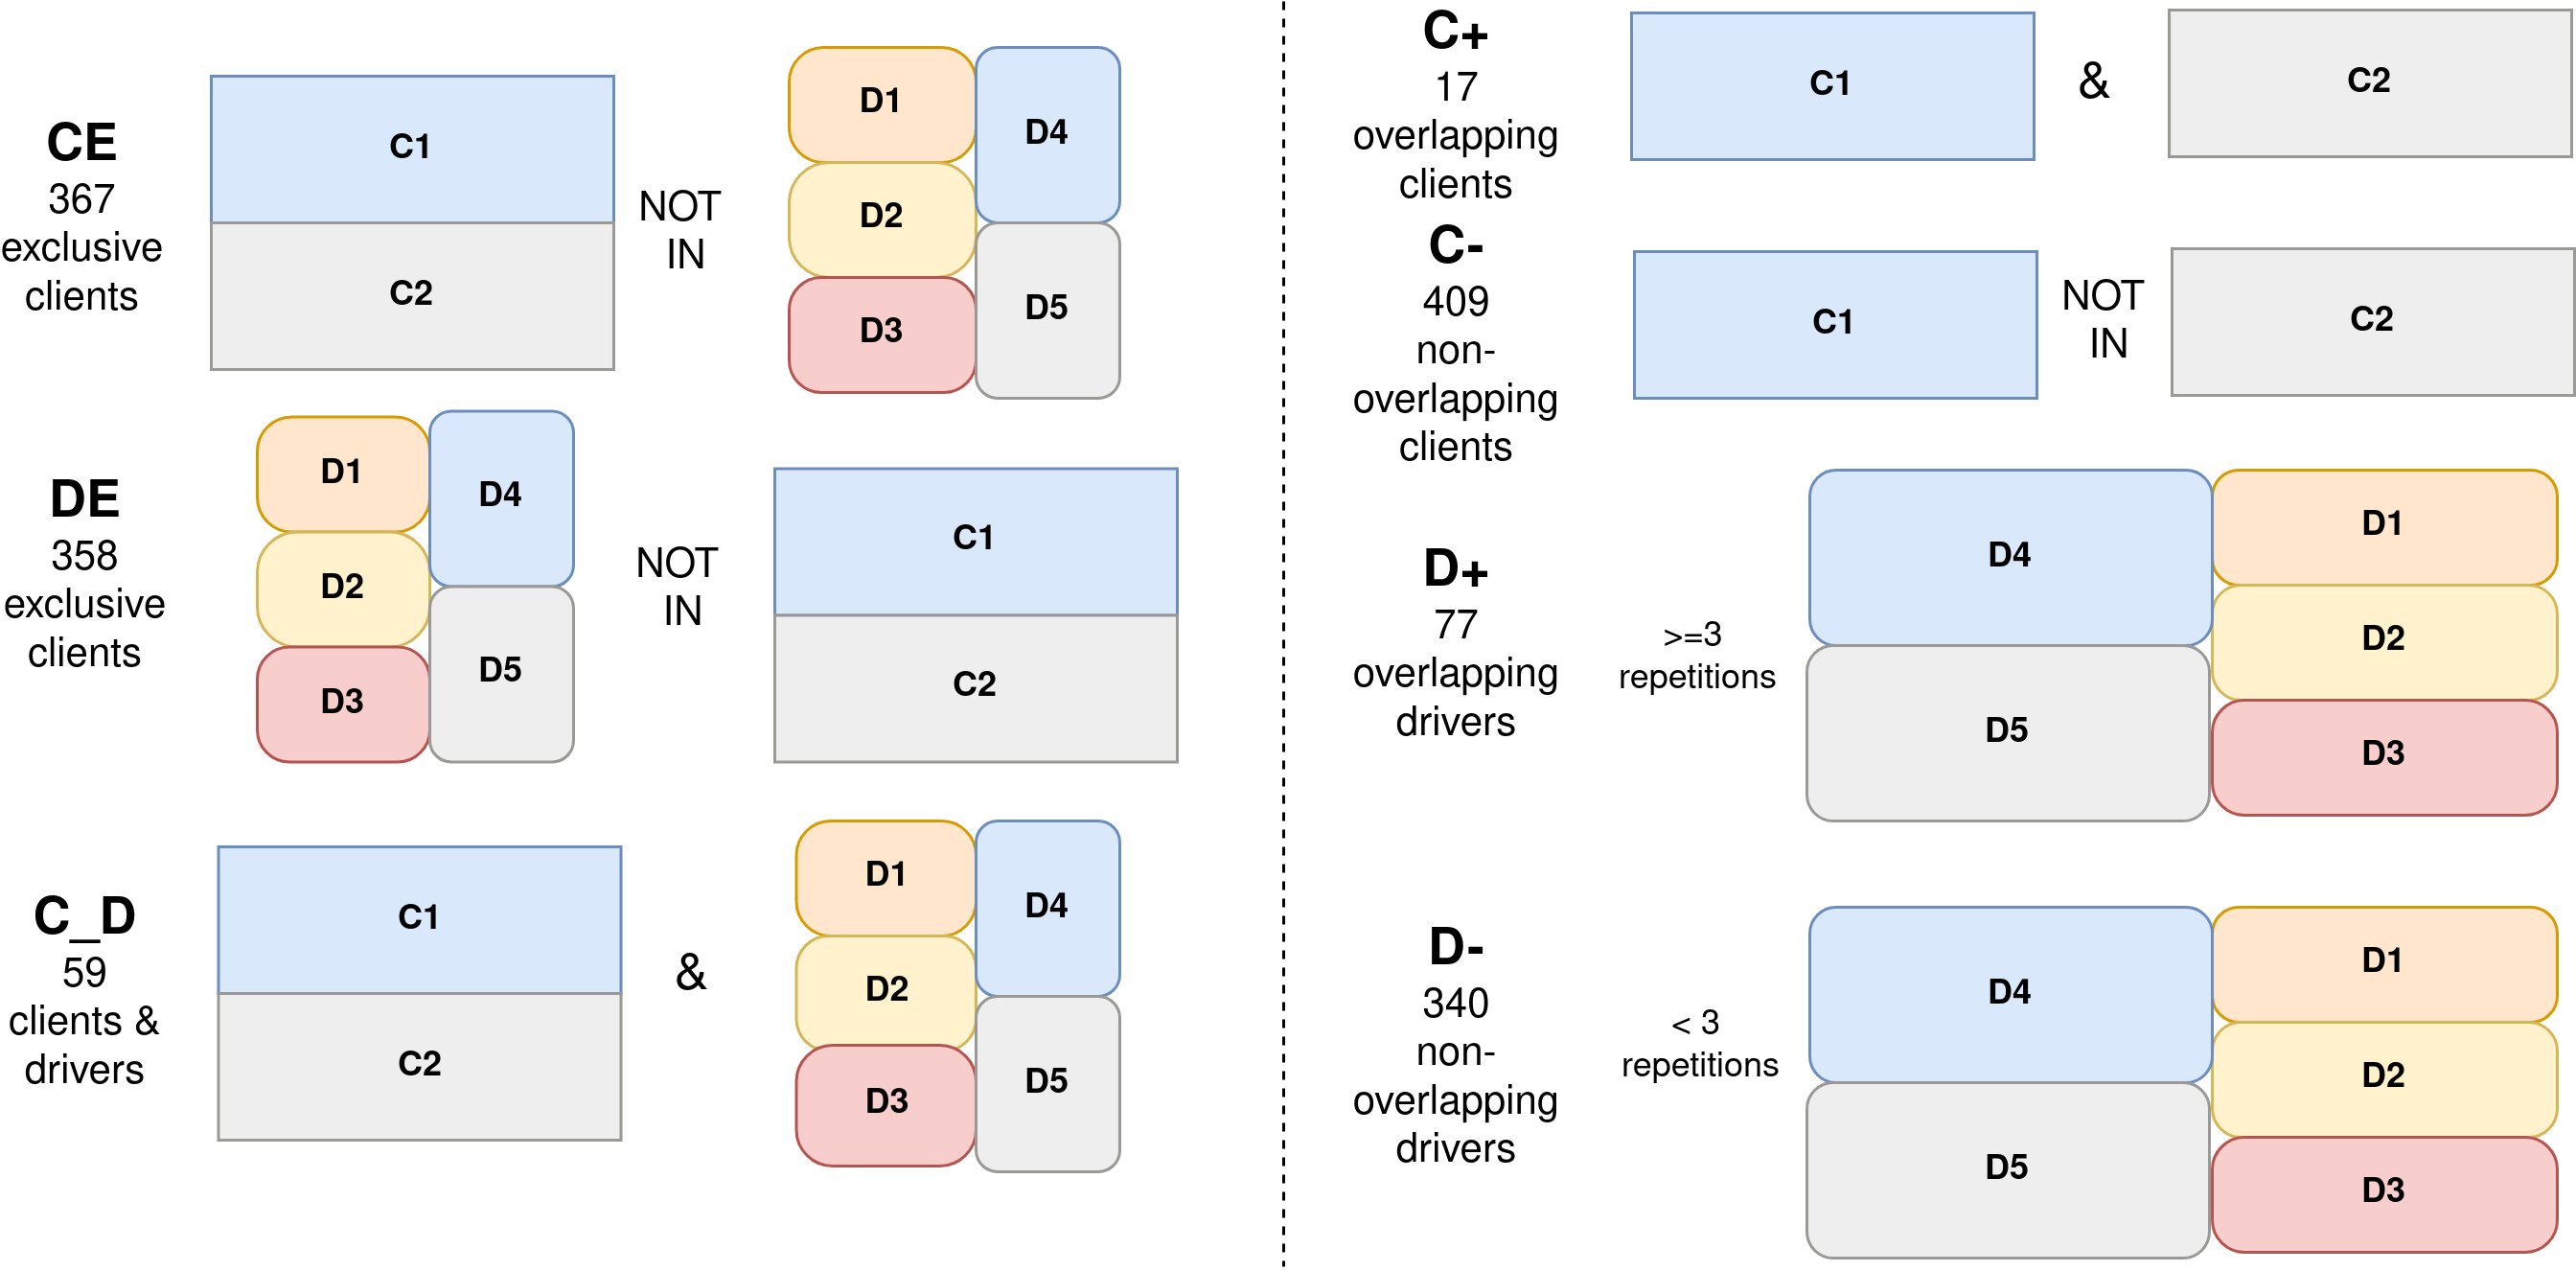 CE
367
exclusive
clients
C1
C2
NOT
IN
D1
D2
D3
D4
D5
DE
358
exclusive
clients
D1
D2
D3
D4
D5
NOT
IN
C1
C2
C_D
59
clients &
drivers
C1
C2
&
D1
D2
D3
D4
D5
C+
17
overlapping
clients
C1
&
C2
C-
409
non-
overlapping
clients
C1
NOT
IN
C2
D+
77
overlapping
drivers
>=3
repetitions
D4
D5
D1
D2
D3
D-
340
non-
overlapping
drivers
< 3
repetitions
D4
D5
D1
D2
D3